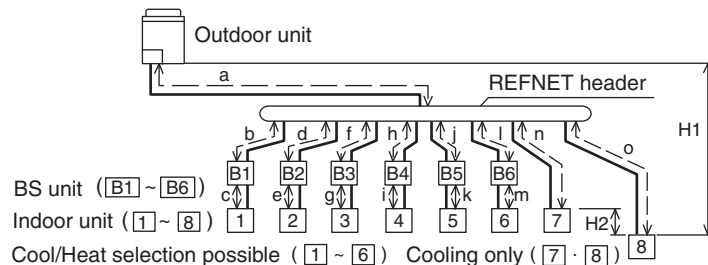 Outdoor unit
a
REFNET header
H1
b d f h j l n o
B1 B2 B3 B4 B5 B6
BS unit (B1 ~ B6)
c e g i k m
Indoor unit (1 ~ 8) 1 2 3 4 5 6 7 H2 8
Cool/Heat selection possible (1 ~ 6) Cooling only (7 · 8)